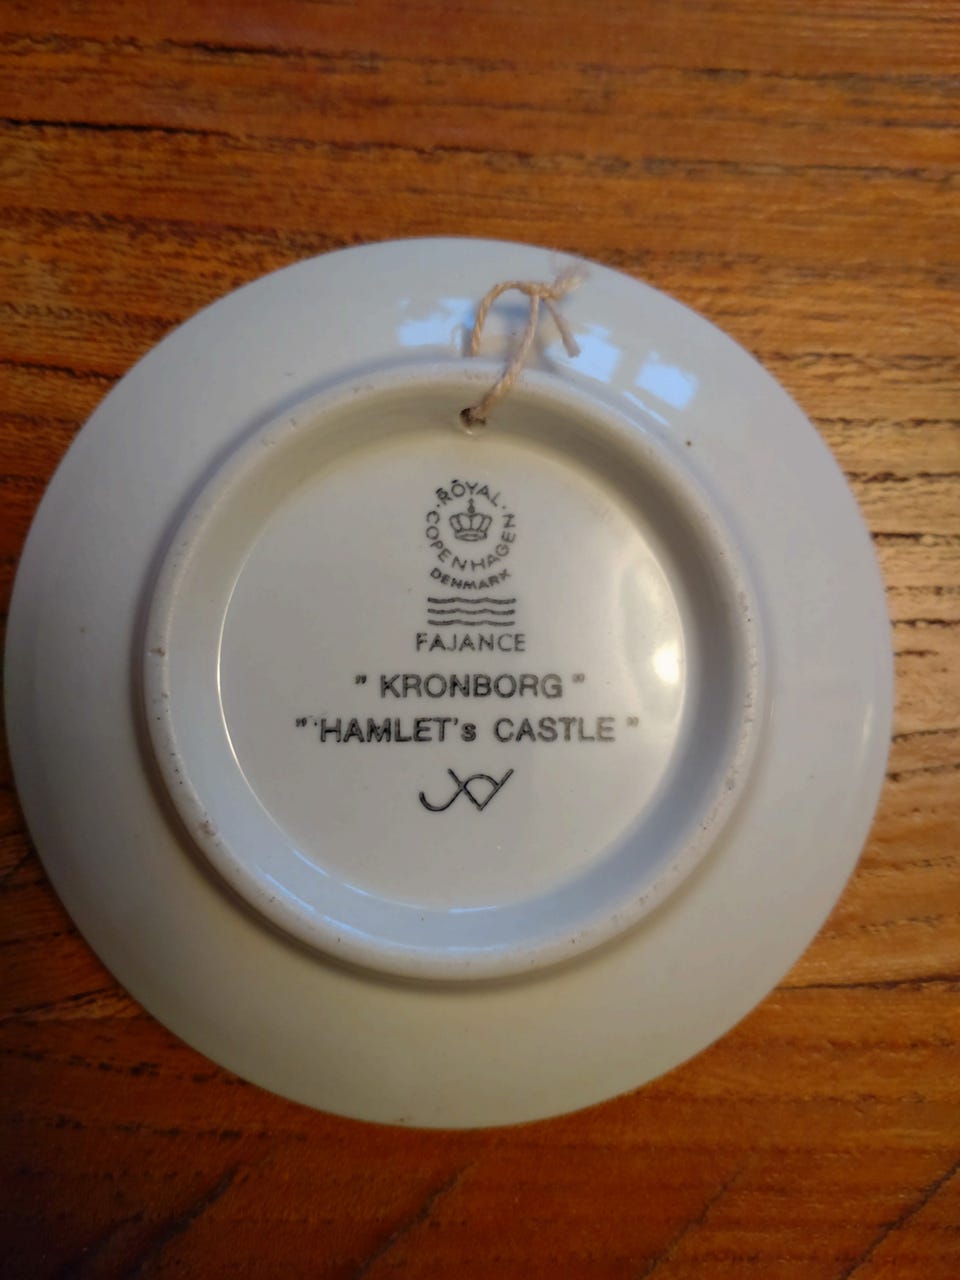 ROYAL
COPENHAGEN
DENMARK
FAJANCE
" KRONBORG "
" HAMLET's CASTLE "